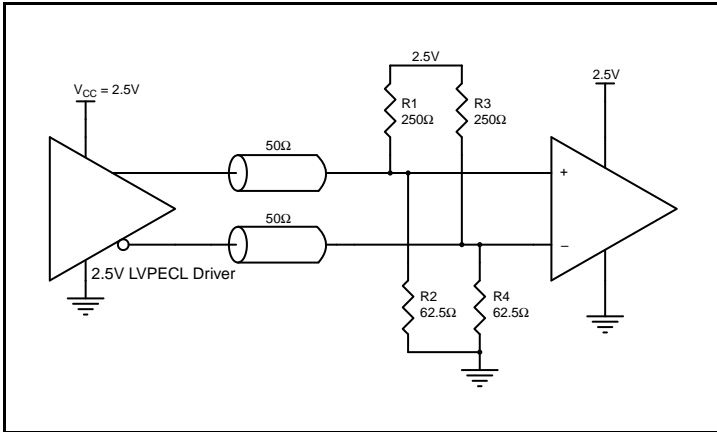 2.5V
V_CC = 2.5V
2.5V
R1
250Ω
R3
250Ω
50Ω
+
50Ω
−
2.5V LVPECL Driver
R2
62.5Ω
R4
62.5Ω